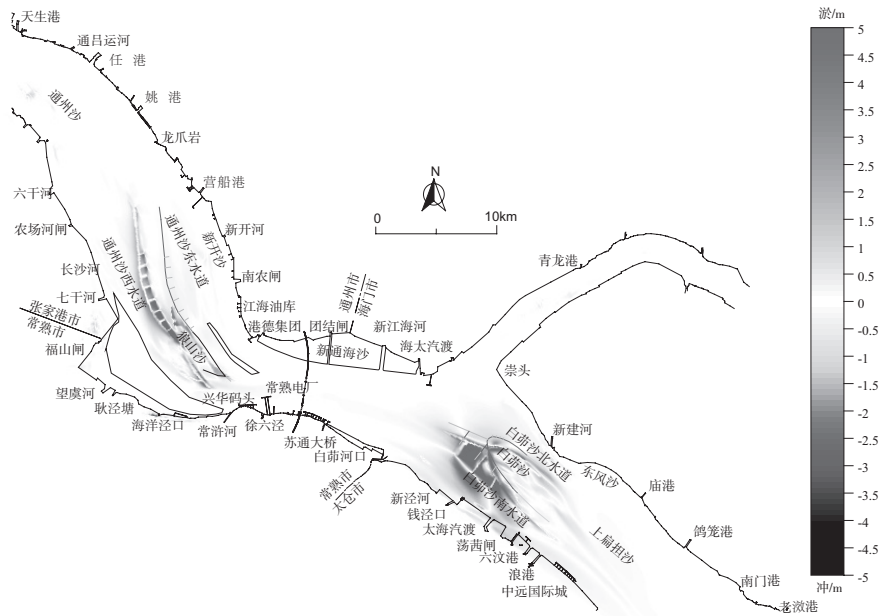 天生港
通吕运河
任港
姚港
通州沙
龙爪岩
营船港
六干河
农场河闸
新开河
通州沙东水道
新开沙
通州沙西水道
长沙河
南农闸
七干河
江海油库
张家港市
常熟市
福山闸
狼山沙
港德集团
团结闸
通州市
海门市
新江海河
新通海沙
海太汽渡
青龙港
崇头
望虞河
耿泾塘
海洋泾口
兴华码头
常浒河
常熟电厂
徐六泾
苏通大桥
白茆河口
常熟市
太仓市
新建河
白茆沙北水道
白茆沙
白茆沙南水道
东风沙
庙港
新泾河
钱泾口
太海汽渡
荡茜闸
六汶港
浪港
中远国际城
上扁担沙
鸽笼港
南门港
老滧港
N
0
10km
淤/m
5
4.5
4
3.5
3
2.5
2
1.5
1
0.5
0
-0.5
-1
-1.5
-2
-2.5
-3
-3.5
-4
-4.5
-5
冲/m